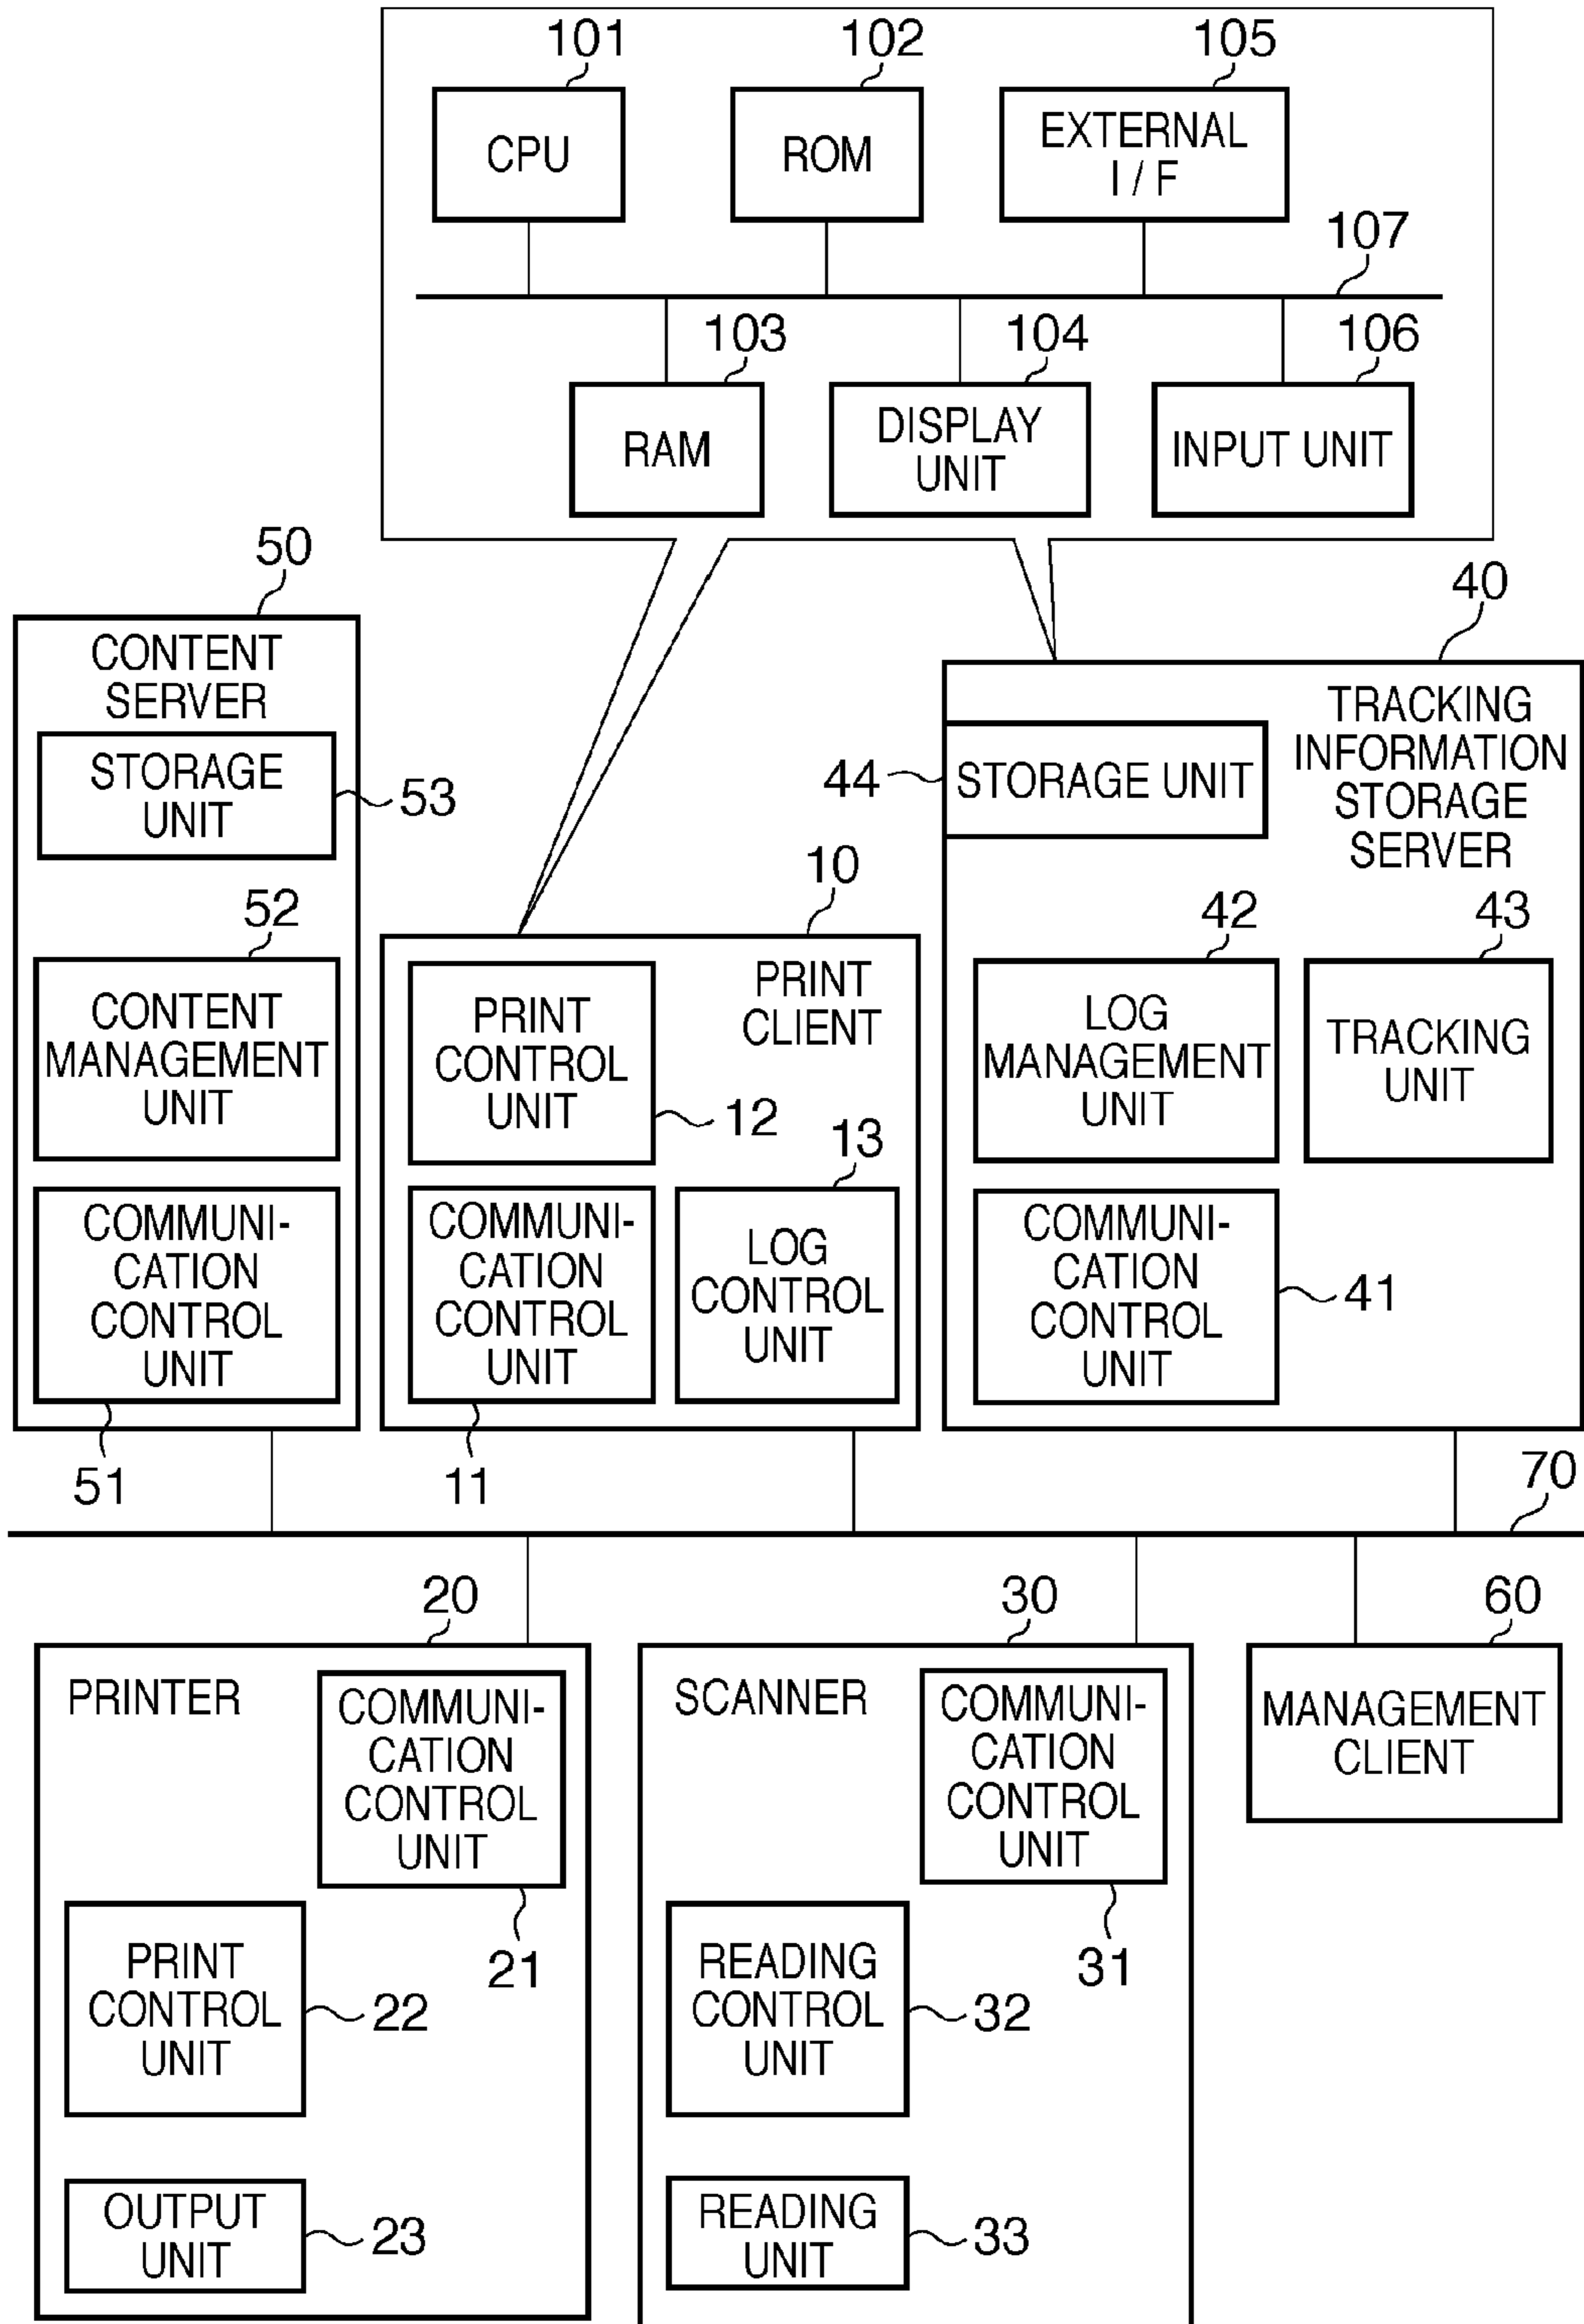 101
102
105
CPU
ROM
EXTERNAL
I / F
107
103
104
106
RAM
DISPLAY
UNIT
INPUT UNIT
50
CONTENT
SERVER
STORAGE
UNIT
53
52
CONTENT
MANAGEMENT
UNIT
COMMUNI-
CATION
CONTROL
UNIT
51
10
PRINT
CLIENT
PRINT
CONTROL
UNIT
12
13
COMMUNI-
CATION
CONTROL
UNIT
11
LOG
CONTROL
UNIT
40
TRACKING
INFORMATION
STORAGE
SERVER
44
STORAGE UNIT
42
43
LOG
MANAGEMENT
UNIT
TRACKING
UNIT
COMMUNI-
CATION
CONTROL
UNIT
41
70
20
PRINTER
COMMUNI-
CATION
CONTROL
UNIT
21
PRINT
CONTROL
UNIT
22
OUTPUT
UNIT
23
30
SCANNER
COMMUNI-
CATION
CONTROL
UNIT
31
READING
CONTROL
UNIT
32
READING
UNIT
33
60
MANAGEMENT
CLIENT